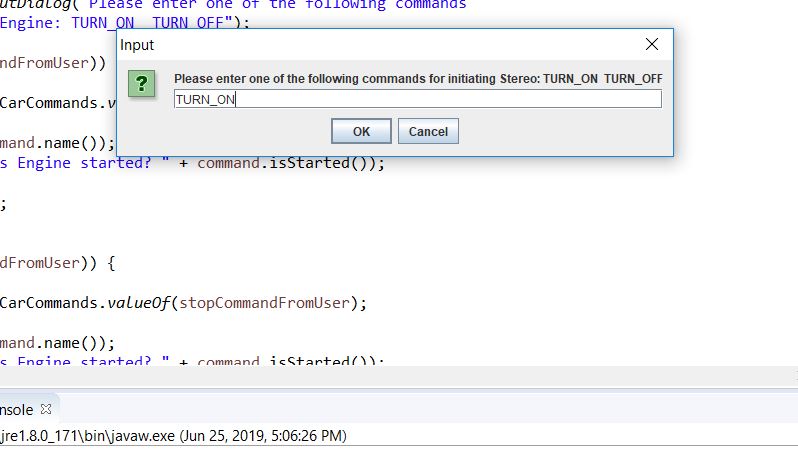 utDialog("Please enter one of the following commands
Engine: TURN_ON  TURN_OFF");
Input
ndFromUser))
Please enter one of the following commands for initiating Stereo: TURN_ON  TURN_OFF
TURN_ON
CarCommands.v
OK
Cancel
mand.name());
s Engine started? " + command.isStarted());
;
dFromUser)) {
CarCommands.valueOf(stopCommandFromUser);
mand.name());
s Engine started? " + command.isStarted());
nsole
jre1.8.0_171\bin\javaw.exe (Jun 25, 2019, 5:06:26 PM)